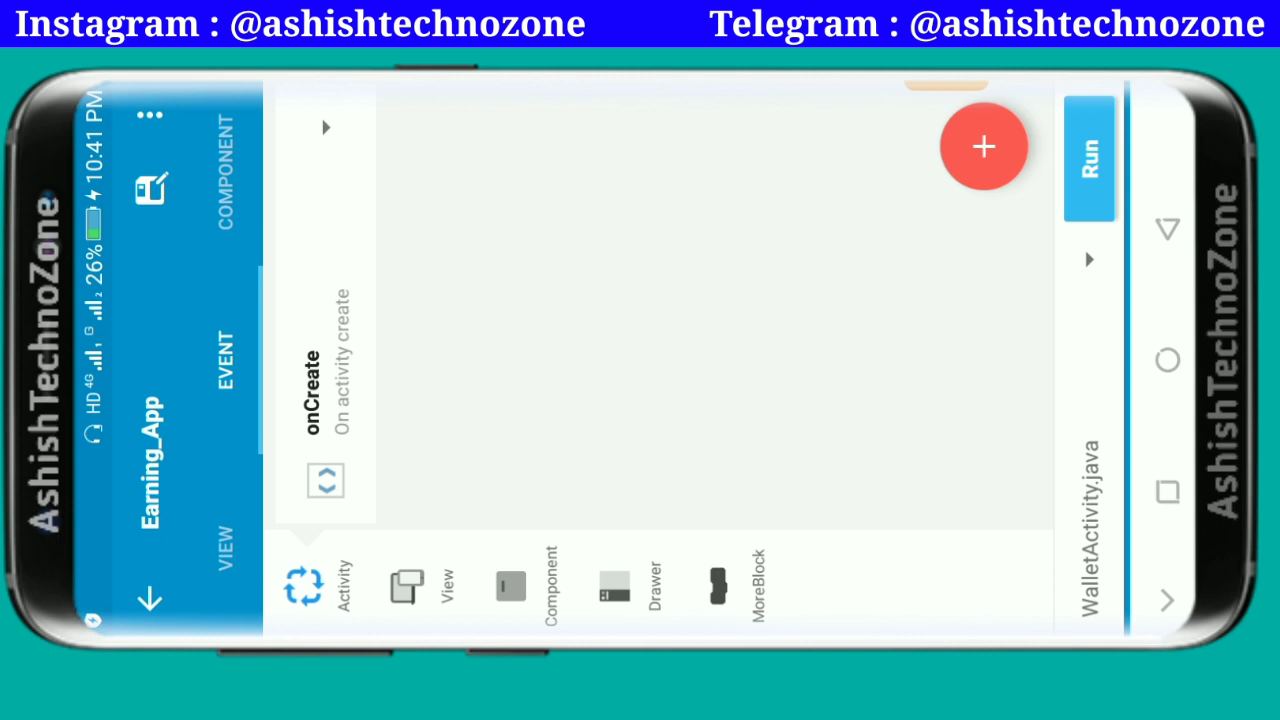 Instagram : @ashishtechnozone
Telegram : @ashishtechnozone
AshishTechnoZone
HD 4G G 2 26% 10:41 PM
Earning_App
VIEW
EVENT
COMPONENT
Activity
View
Component
Drawer
MoreBlock
onCreate
On activity create
WalletActivity.java
Run
AshishTechnoZone